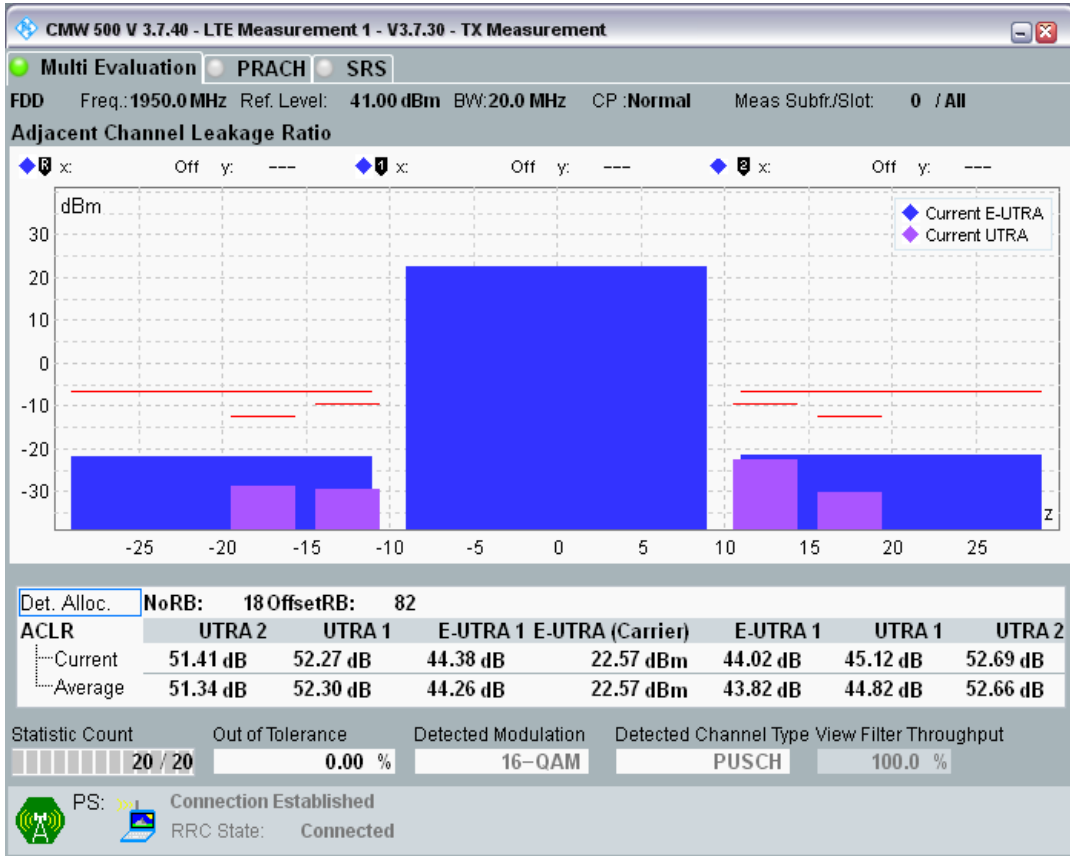 CMW 500 V 3.7.40 - LTE Measurement 1 - V3.7.30 - TX Measurement
Multi Evaluation PRACH SRS
FDD Freq.: 1950.0 MHz Ref. Level: 41.00 dBm BW: 20.0 MHz CP : Normal Meas Subfr./Slot: 0 / All
Adjacent Channel Leakage Ratio
R x: Off y: --- 1 x: Off y: --- 2 x: Off y: ---
dBm
Current E-UTRA
Current UTRA
30
20
10
0
-10
-20
-30
z
-25 -20 -15 -10 -5 0 5 10 15 20 25
Det. Alloc. NoRB: 18 OffsetRB: 82
ACLR UTRA 2 UTRA 1 E-UTRA 1 E-UTRA (Carrier) E-UTRA 1 UTRA 1 UTRA 2
Current 51.41 dB 52.27 dB 44.38 dB 22.57 dBm 44.02 dB 45.12 dB 52.69 dB
Average 51.34 dB 52.30 dB 44.26 dB 22.57 dBm 43.82 dB 44.82 dB 52.66 dB
Statistic Count Out of Tolerance Detected Modulation Detected Channel Type View Filter Throughput
20 / 20 0.00 % 16-QAM PUSCH 100.0 %
PS: Connection Established
RRC State: Connected